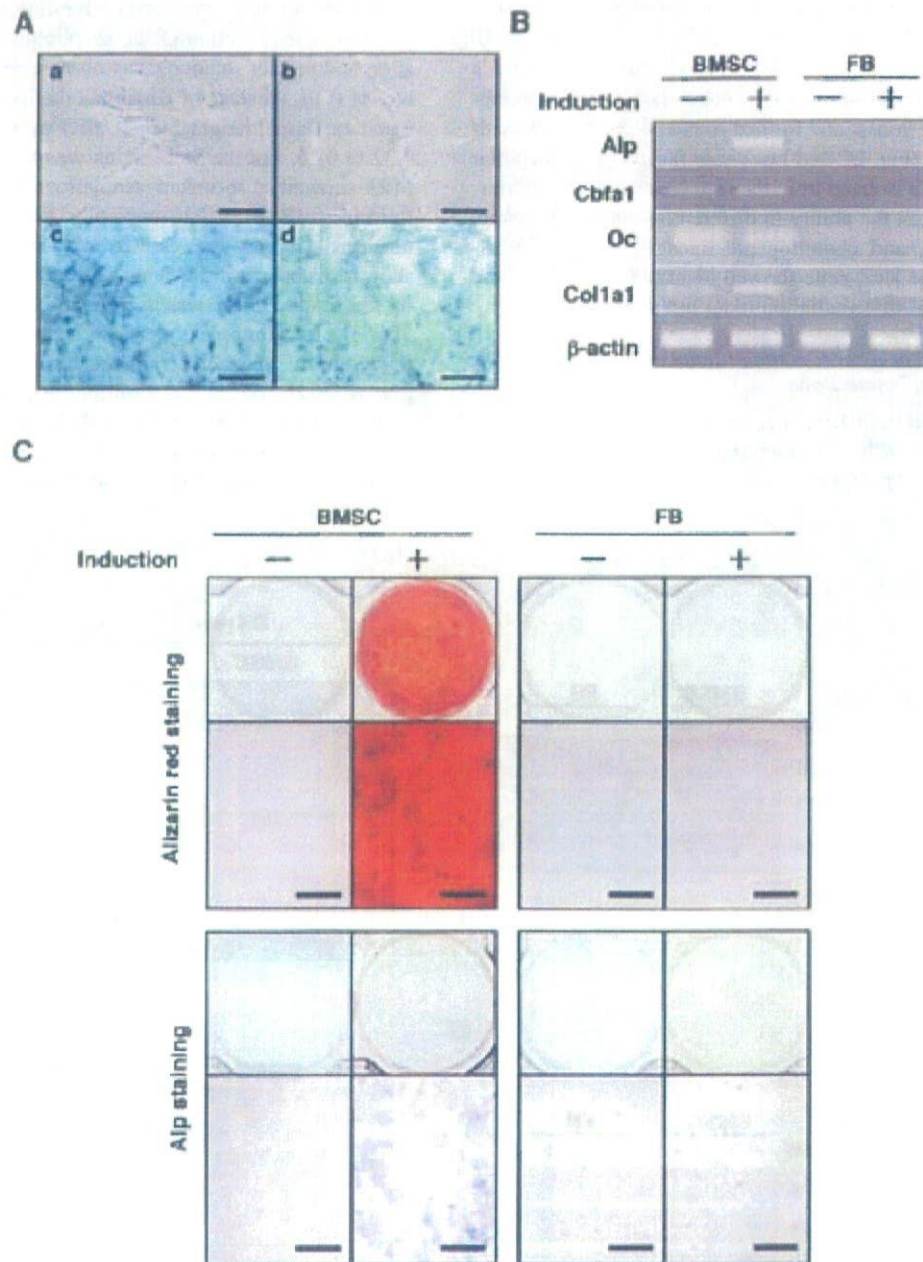 A
a
b
c
d
B
BMSC FB
Induction − + − +
Alp
Cbfa1
Oc
Col1a1
β-actin
C
BMSC FB
Induction − + − +
Alizarin red staining
Alp staining